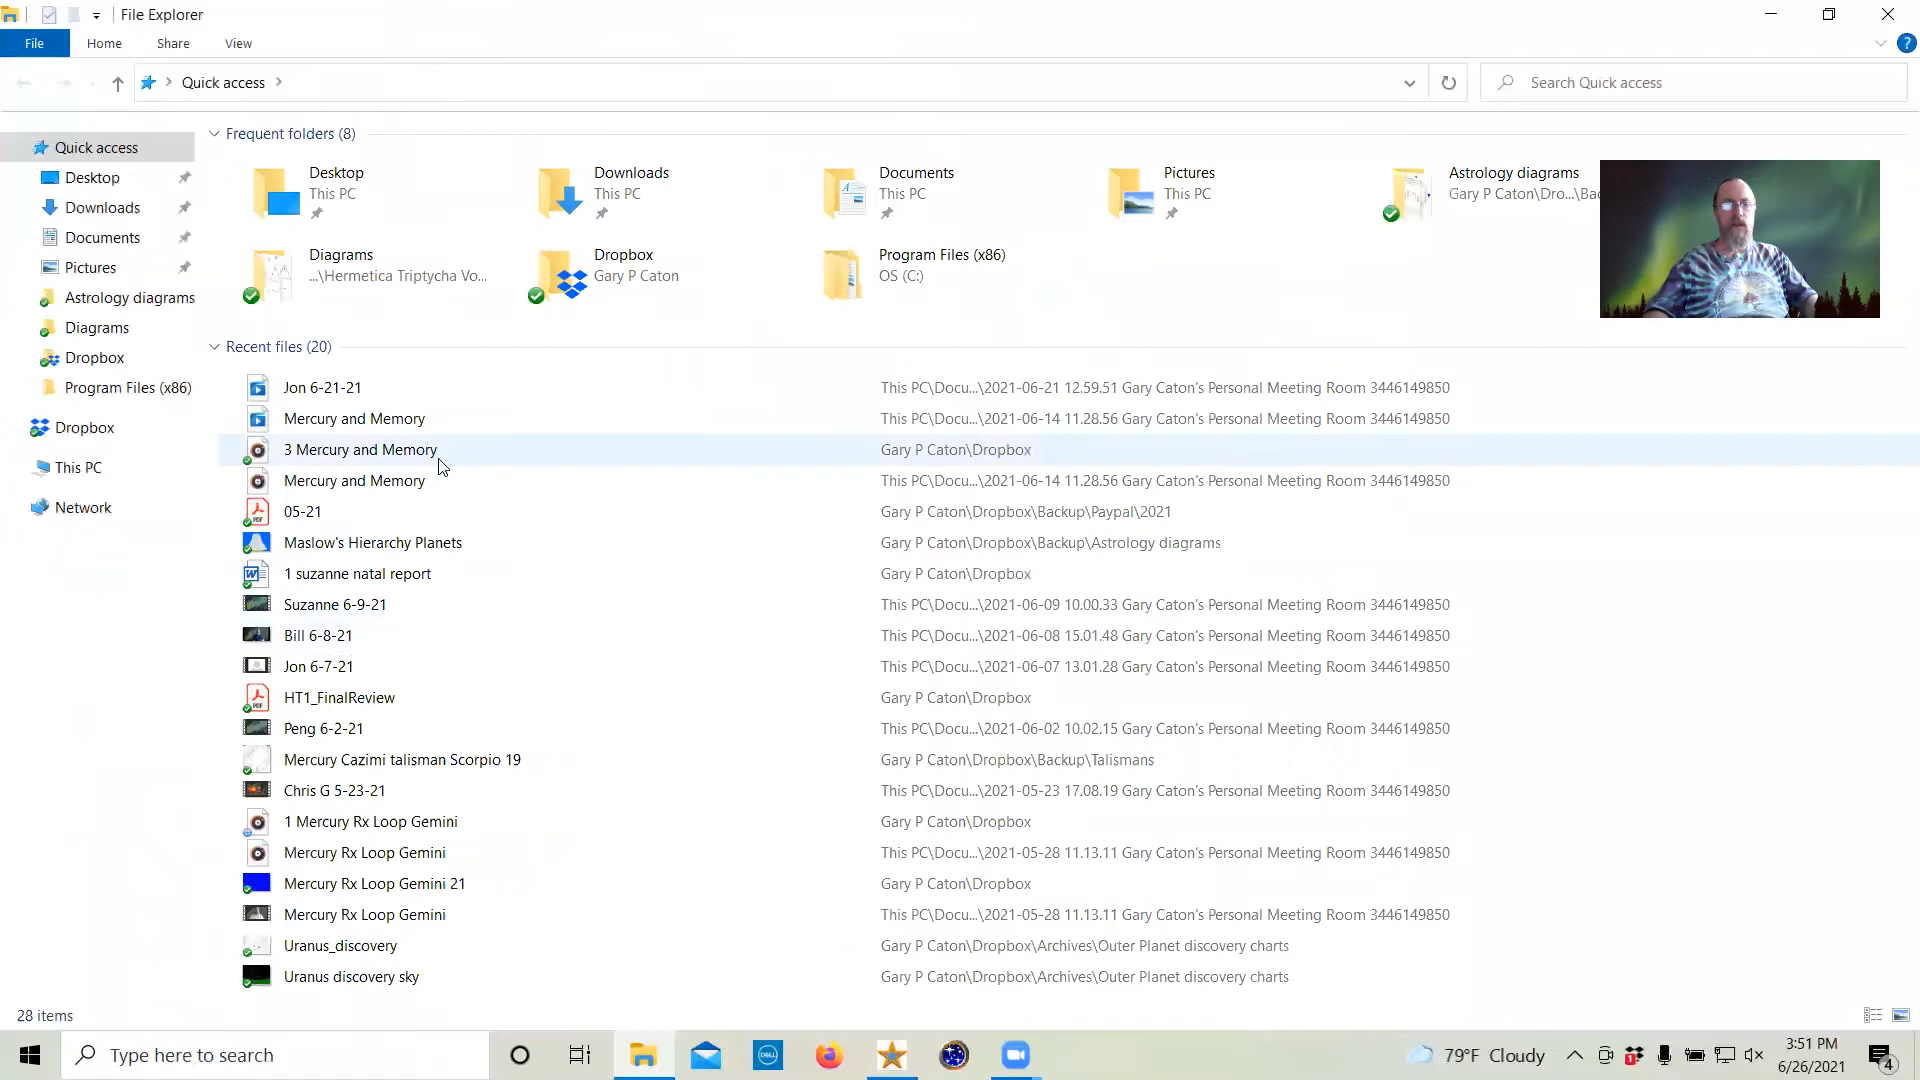 File Explorer
File Home Share View
Quick access
Search Quick access
Quick access
Desktop
Downloads
Documents
Pictures
Astrology diagrams
Diagrams
Dropbox
Program Files (x86)
Dropbox
This PC
Network
Frequent folders (8)
Desktop
This PC
Downloads
This PC
Documents
This PC
Pictures
This PC
Astrology diagrams
Gary P Caton\Dro...\Bac
Diagrams
...\Hermetica Triptycha Vo...
Dropbox
Gary P Caton
Program Files (x86)
OS (C:)
Recent files (20)
Jon 6-21-21 This PC\Docu...\2021-06-21 12.59.51 Gary Caton's Personal Meeting Room 3446149850
Mercury and Memory This PC\Docu...\2021-06-14 11.28.56 Gary Caton's Personal Meeting Room 3446149850
3 Mercury and Memory Gary P Caton\Dropbox
Mercury and Memory This PC\Docu...\2021-06-14 11.28.56 Gary Caton's Personal Meeting Room 3446149850
05-21 Gary P Caton\Dropbox\Backup\Paypal\2021
Maslow's Hierarchy Planets Gary P Caton\Dropbox\Backup\Astrology diagrams
1 suzanne natal report Gary P Caton\Dropbox
Suzanne 6-9-21 This PC\Docu...\2021-06-09 10.00.33 Gary Caton's Personal Meeting Room 3446149850
Bill 6-8-21 This PC\Docu...\2021-06-08 15.01.48 Gary Caton's Personal Meeting Room 3446149850
Jon 6-7-21 This PC\Docu...\2021-06-07 13.01.28 Gary Caton's Personal Meeting Room 3446149850
HT1_FinalReview Gary P Caton\Dropbox
Peng 6-2-21 This PC\Docu...\2021-06-02 10.02.15 Gary Caton's Personal Meeting Room 3446149850
Mercury Cazimi talisman Scorpio 19 Gary P Caton\Dropbox\Backup\Talismans
Chris G 5-23-21 This PC\Docu...\2021-05-23 17.08.19 Gary Caton's Personal Meeting Room 3446149850
1 Mercury Rx Loop Gemini Gary P Caton\Dropbox
Mercury Rx Loop Gemini This PC\Docu...\2021-05-28 11.13.11 Gary Caton's Personal Meeting Room 3446149850
Mercury Rx Loop Gemini 21 Gary P Caton\Dropbox
Mercury Rx Loop Gemini This PC\Docu...\2021-05-28 11.13.11 Gary Caton's Personal Meeting Room 3446149850
Uranus_discovery Gary P Caton\Dropbox\Archives\Outer Planet discovery charts
Uranus discovery sky Gary P Caton\Dropbox\Archives\Outer Planet discovery charts
28 items
Type here to search
DELL
79°F Cloudy
1
3:51 PM
6/26/2021
4